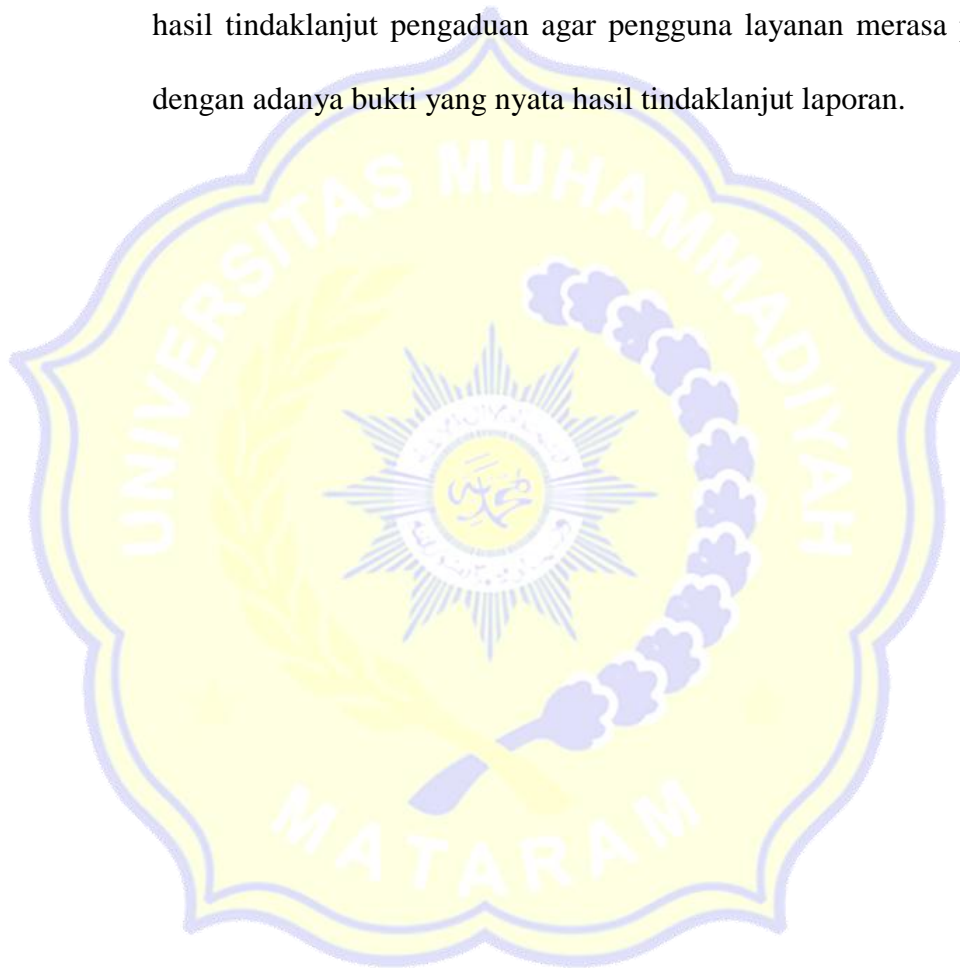 hasil tindaklanjut pengaduan agar pengguna layanan merasa
dengan adanya bukti yang nyata hasil tindaklanjut laporan.
UNIVERSITAS MUHAMMADIYAH
MATARAM